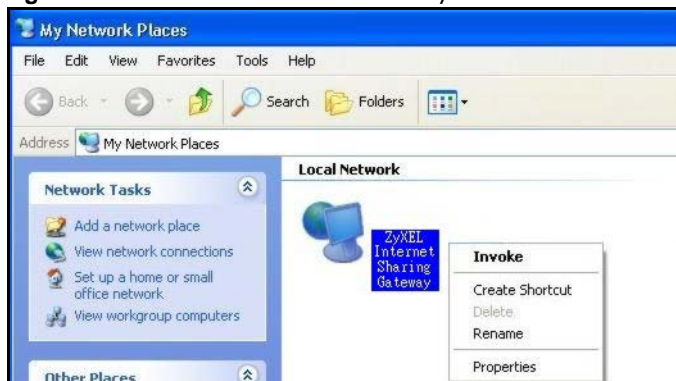 My Network Places
File Edit View Favorites Tools Help
Back Search Folders
Address My Network Places
Network Tasks
Add a network place
View network connections
Set up a home or small
office network
View workgroup computers
Other Places
Local Network
ZyXEL
Internet
Sharing
Gateway
Invoke
Create Shortcut
Delete
Rename
Properties